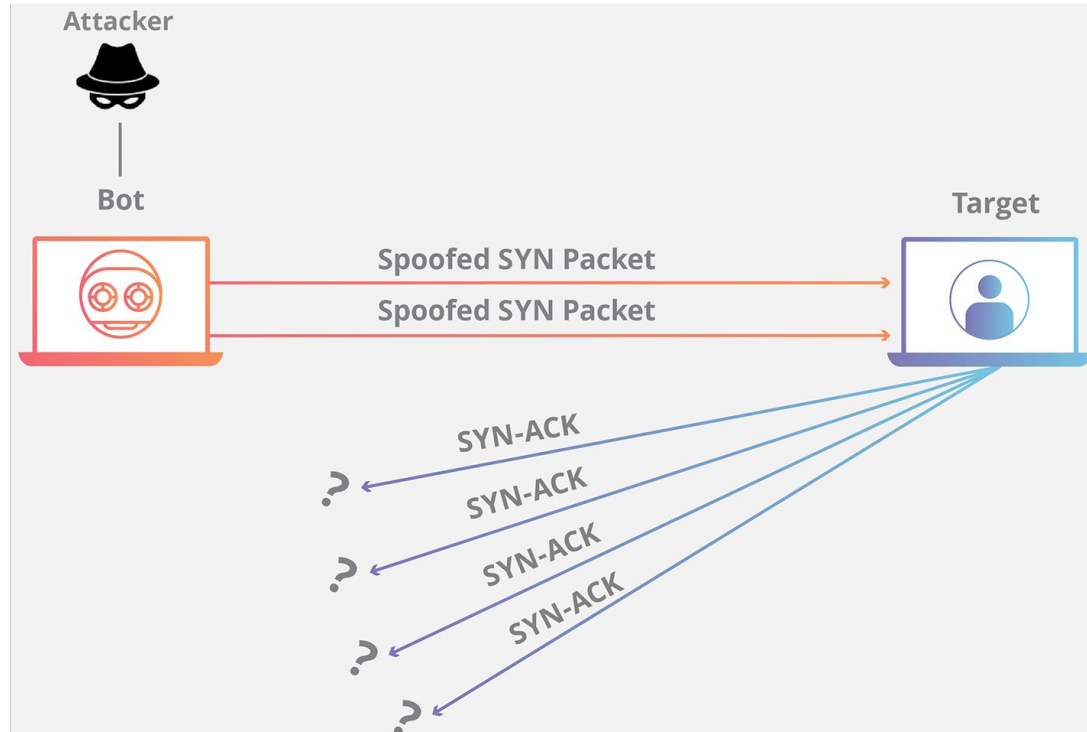 Attacker
Bot
Target
Spoofed SYN Packet
Spoofed SYN Packet
SYN-ACK
?
SYN-ACK
?
SYN-ACK
?
SYN-ACK
?